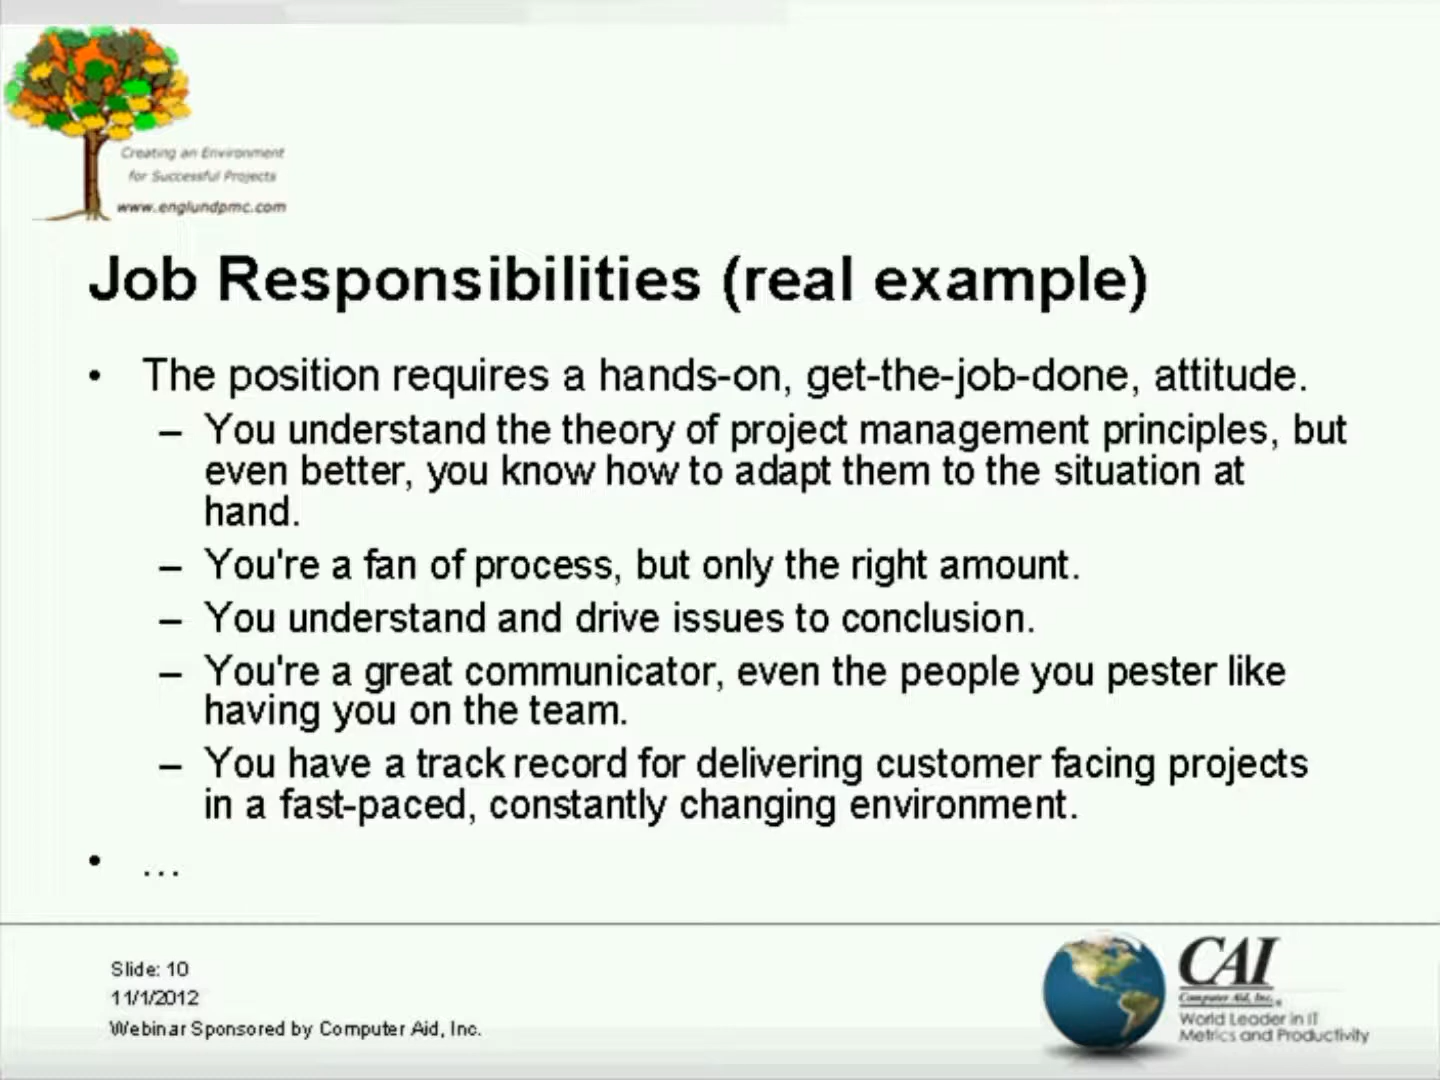 Creating an Environment
for Successful Projects
www.englundpmc.com
Job Responsibilities (real example)
• The position requires a hands-on, get-the-job-done, attitude.
– You understand the theory of project management principles, but
even better, you know how to adapt them to the situation at
hand.
– You're a fan of process, but only the right amount.
– You understand and drive issues to conclusion.
– You're a great communicator, even the people you pester like
having you on the team.
– You have a track record for delivering customer facing projects
in a fast-paced, constantly changing environment.
• ...
Slide: 10
11/1/2012
Webinar Sponsored by Computer Aid, Inc.
CAI
Computer Aid, Inc.
World Leader in IT
Metrics and Productivity